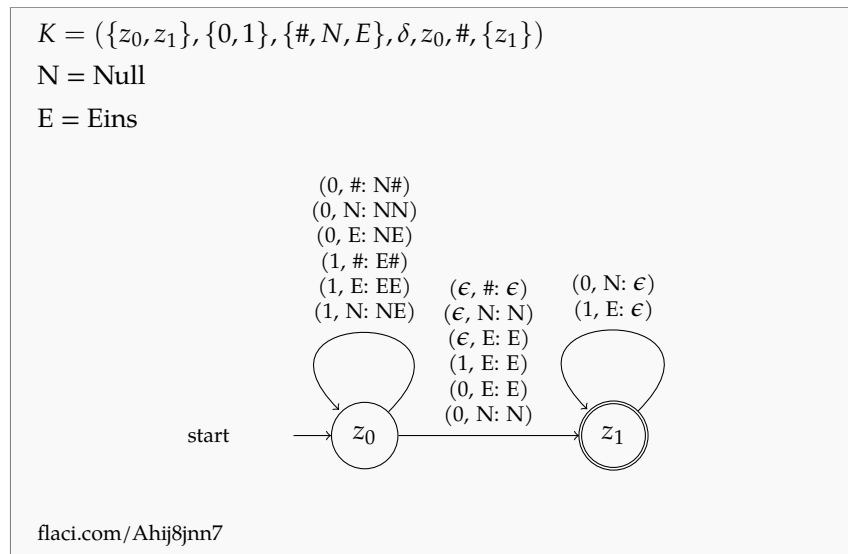 K = ({z₀, z₁}, {0, 1}, {#, N, E}, δ, z₀, #, {z₁})
N = Null
E = Eins
(0, #: N#)
(0, N: NN)
(0, E: NE)
(1, #: E#)
(1, E: EE)
(1, N: NE)
(ϵ, #: ϵ)
(ϵ, N: N)
(ϵ, E: E)
(1, E: E)
(0, E: E)
(0, N: N)
(0, N: ϵ)
(1, E: ϵ)
start
z₀
z₁
flaci.com/Ahij8jnn7